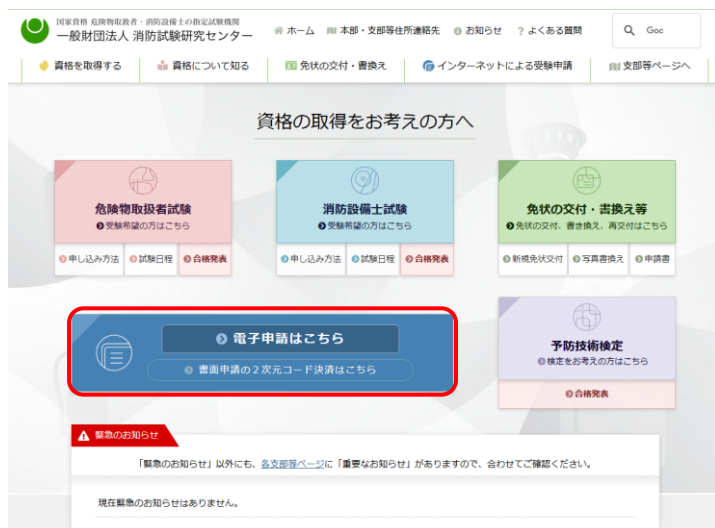 国家資格 危険物取扱者・消防設備士の指定試験機関
一般財団法人 消防試験研究センター
ホーム 本部・支部等住所連絡先 お知らせ ? よくある質問 Goc
資格を取得する 資格について知る 免状の交付・書換え インターネットによる受験申請 支部等ページへ
資格の取得をお考えの方へ
危険物取扱者試験
受験希望の方はこちら
申し込み方法 試験日程 合格発表
消防設備士試験
受験希望の方はこちら
申し込み方法 試験日程 合格発表
免状の交付・書換え等
免状の交付、書き換え、再交付はこちら
新規免状交付 写真書換え 申請書
電子申請はこちら
書面申請の2次元コード決済はこちら
予防技術検定
検定をお考えの方はこちら
合格発表
緊急のお知らせ
「緊急のお知らせ」以外にも、各支部等ページに「重要なお知らせ」がありますので、合わせてご確認ください。
現在緊急のお知らせはありません。